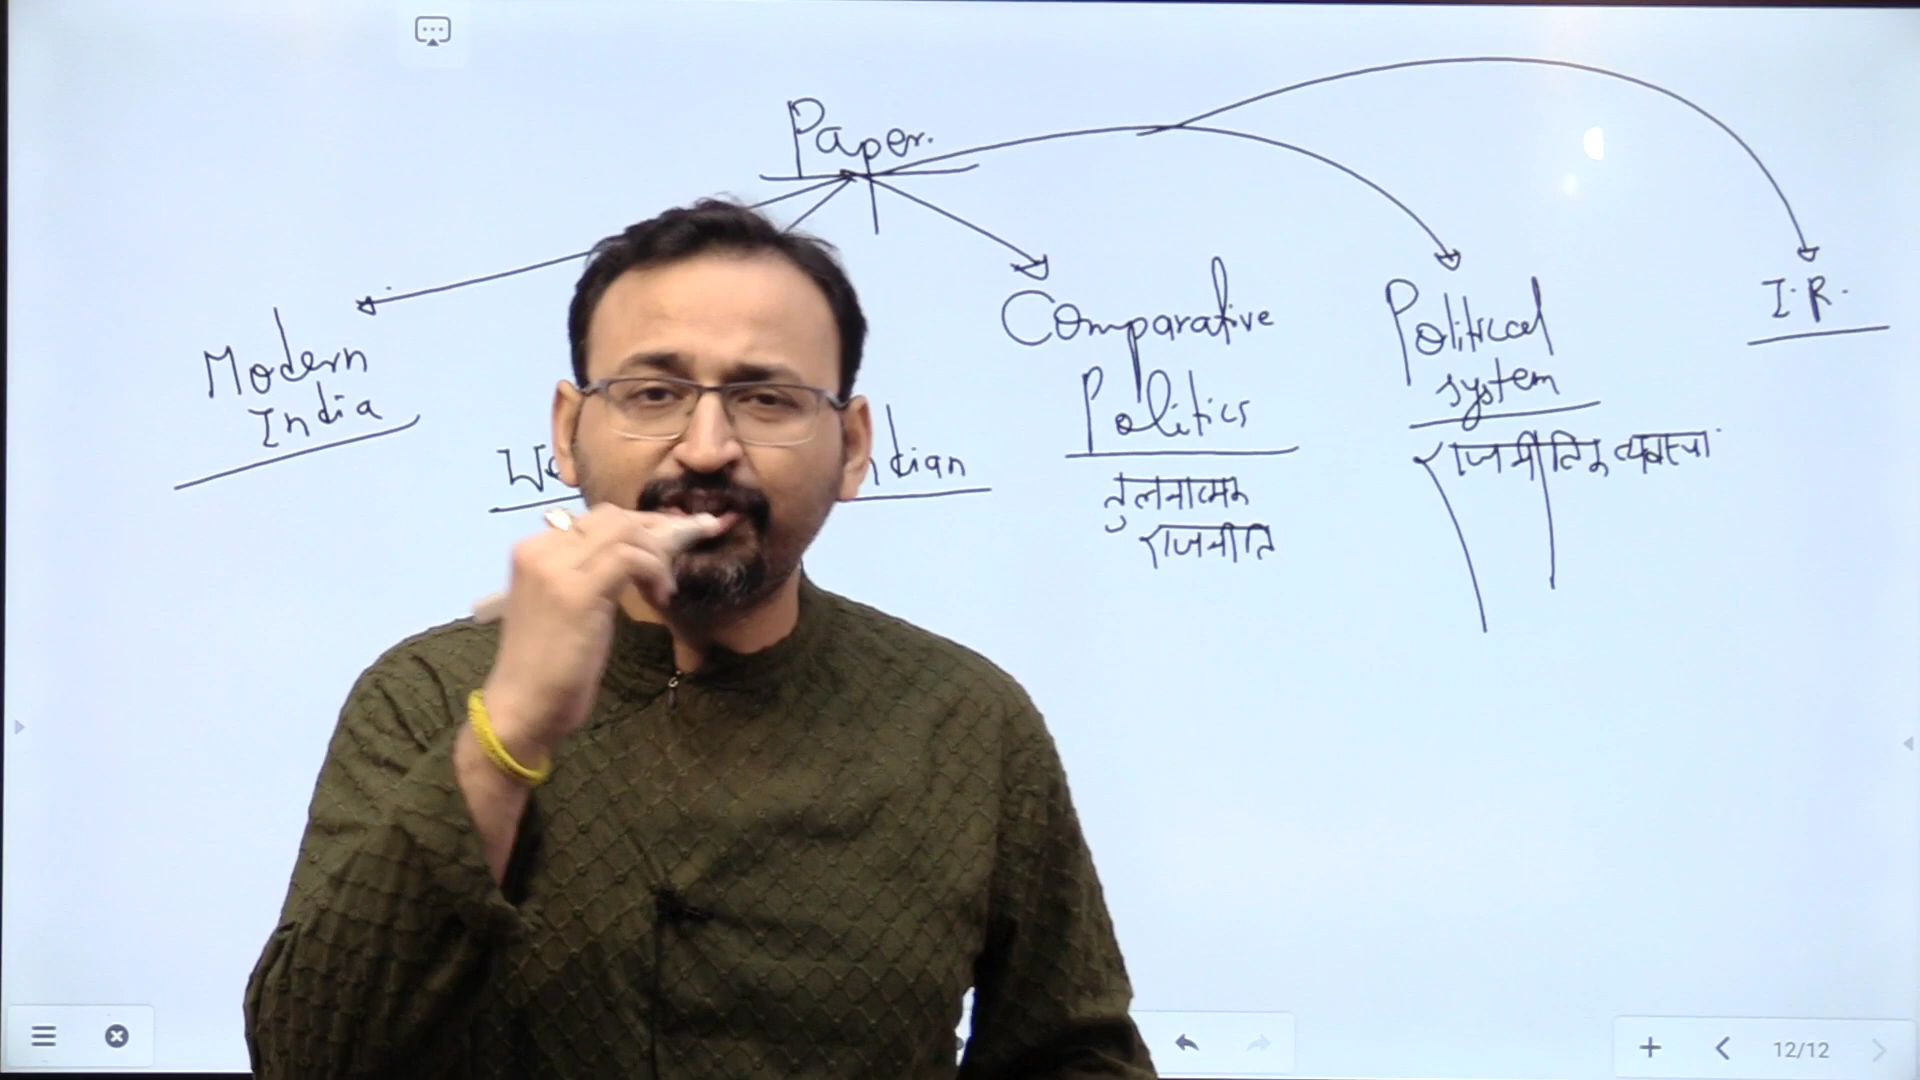 Paper.
Modern
India
Comparative
Politics
तुलनात्मक
राजनीति
Political
system
राजनीतिक व्यवस्था
I.R.
12/12